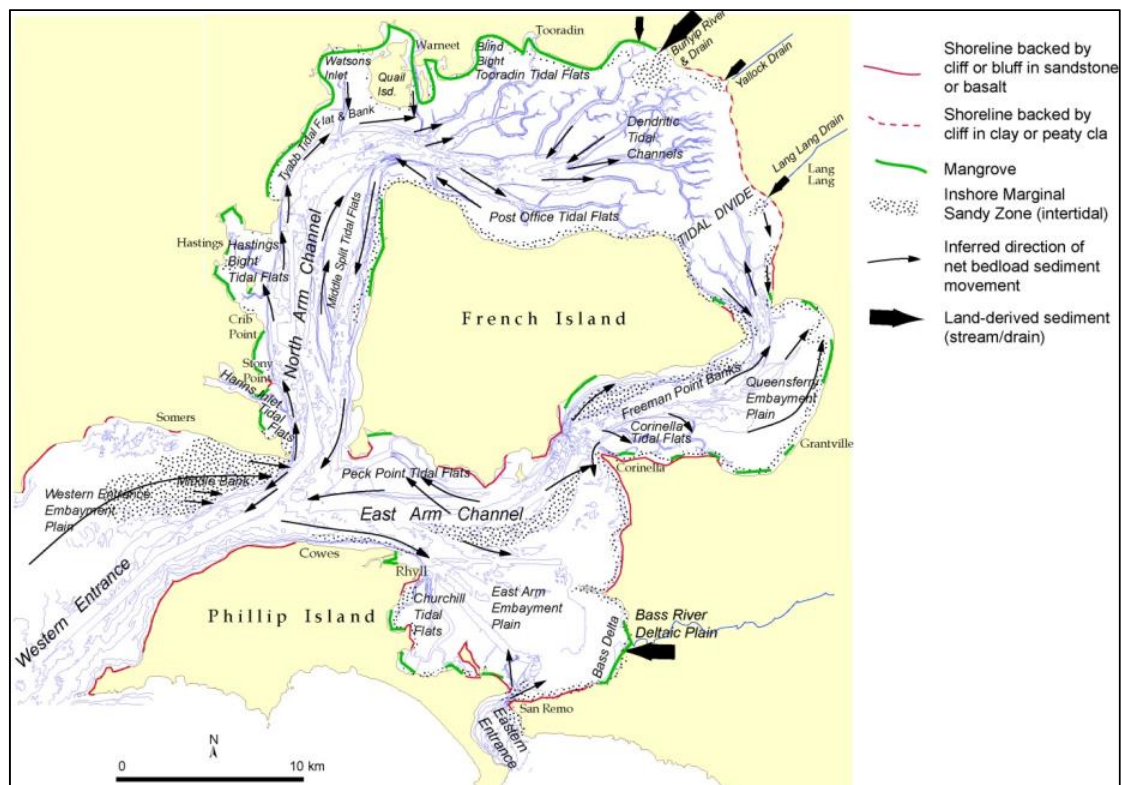 Tooradin
Warneet
Blind
Bight
Tooradin Tidal Flats
Watsons
Inlet
Quail
Isd.
Bunyip River
& Drain
Yallock Drain
Tyabb Tidal Flat & Bank
Dendritic
Tidal
Channels
Lang Lang Drain
Lang
Lang
Post Office Tidal Flats
TIDAL DIVIDE
Hastings
Hastings
Bight
Tidal Flats
North Arm Channel
Middle Split Tidal Flats
French Island
Crib
Point
Stony
Point
Hanns Inlet
Tidal
Flats
Somers
Freeman Point Banks
Queensferry
Embayment
Plain
Corinella
Tidal Flats
Corinella
Grantville
Peck Point Tidal Flats
Middle Bank
Western Entrance
Embayment
Plain
East Arm Channel
Cowes
Rhyll
Western Entrance
Phillip Island
Churchill
Tidal
Flats
East Arm
Embayment
Plain
Bass Delta
Bass River
Deltaic Plain
San Remo
Eastern
Entrance
N
0
10 km
Shoreline backed by
cliff or bluff in sandstone
or basalt
Shoreline backed by
cliff in clay or peaty cla
Mangrove
Inshore Marginal
Sandy Zone (intertidal)
Inferred direction of
net bedload sediment
movement
Land-derived sediment
(stream/drain)